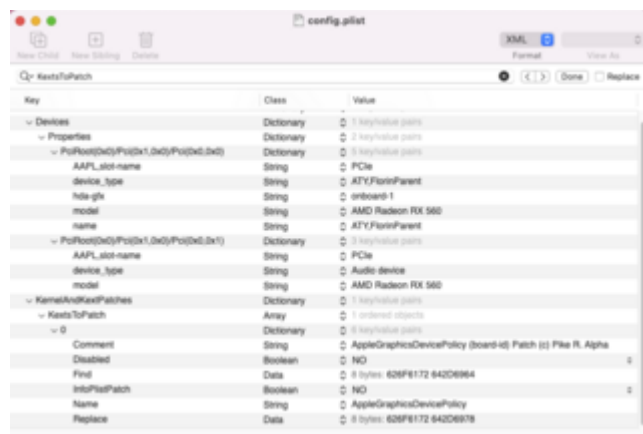 config.plist
New Child New Sibling Delete
XML
Format View As
KextsToPatch Done Replace
Key Class Value
Devices Dictionary 1 key/value pairs
Properties Dictionary 2 key/value pairs
PciRoot(0x0)/Pci(0x1,0x0)/Pci(0x0,0x0) Dictionary 5 key/value pairs
AAPL,slot-name String PCIe
device_type String ATY,FlorinParent
hda-gfx String onboard-1
model String AMD Radeon RX 560
name String ATY,FlorinParent
PciRoot(0x0)/Pci(0x1,0x0)/Pci(0x0,0x1) Dictionary 3 key/value pairs
AAPL,slot-name String PCIe
device_type String Audio device
model String AMD Radeon RX 560
KernelAndKextPatches Dictionary 1 key/value pairs
KextsToPatch Array 1 ordered objects
0 Dictionary 6 key/value pairs
Comment String AppleGraphicsDevicePolicy (board-id) Patch (c) Pike R. Alpha
Disabled Boolean NO
Find Data 8 bytes: 626F6172 642D6964
InfoPlistPatch Boolean NO
Name String AppleGraphicsDevicePolicy
Replace Data 8 bytes: 626F6172 642D6978